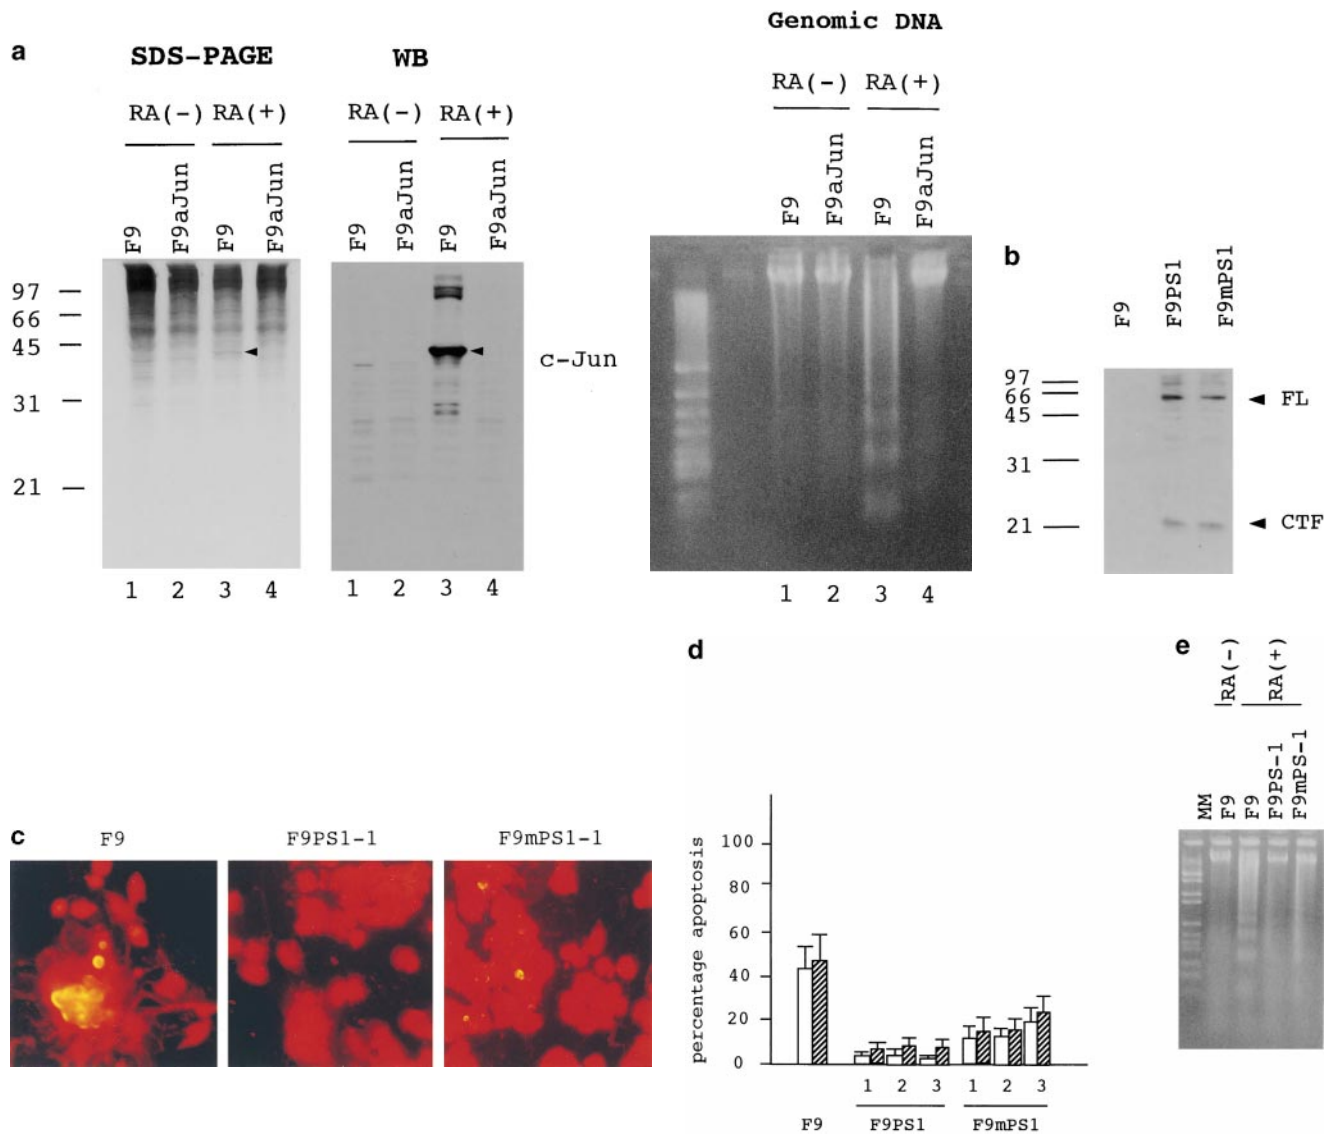 a
SDS-PAGE
RA(-) RA(+)
F9 F9aJun F9 F9aJun
97
66
45
31
21
1 2 3 4
WB
RA(-) RA(+)
F9 F9aJun F9 F9aJun
c-Jun
1 2 3 4
Genomic DNA
RA(-) RA(+)
F9 F9aJun F9 F9aJun
1 2 3 4
b
F9 F9PS1 F9mPS1
97
66
45
31
21
FL
CTF
c
F9 F9PS1-1 F9mPS1-1
d
percentage apoptosis
100
80
60
40
20
0
1 2 3 1 2 3
F9 F9PS1 F9mPS1
e
RA(-) RA(+)
MM F9 F9 F9PS-1 F9mPS-1